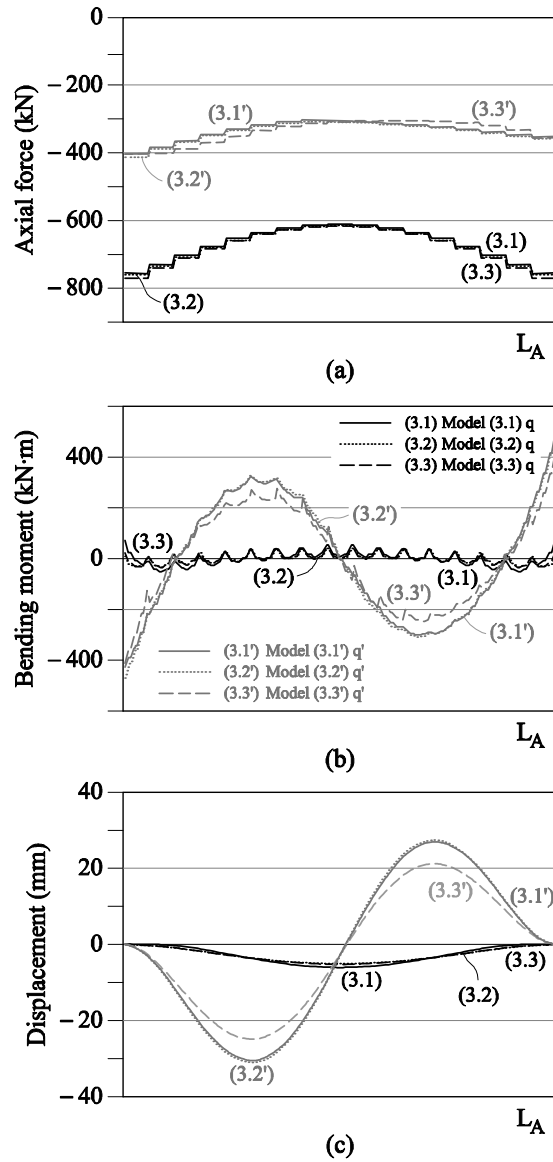 Axial force (kN)
0
− 200
− 400
− 600
− 800
(3.1')
(3.3')
(3.2')
(3.1)
(3.3)
(3.2)
L_A
(a)
Bending moment (kN·m)
400
200
0
− 200
− 400
(3.1) Model (3.1) q
(3.2) Model (3.2) q
(3.3) Model (3.3) q
(3.2')
(3.3)
(3.2)
(3.1)
(3.3')
(3.1')
(3.1') Model (3.1') q'
(3.2') Model (3.2') q'
(3.3') Model (3.3') q'
L_A
(b)
Displacement (mm)
40
20
0
− 20
− 40
(3.1')
(3.3')
(3.3)
(3.1)
(3.2)
(3.2')
L_A
(c)